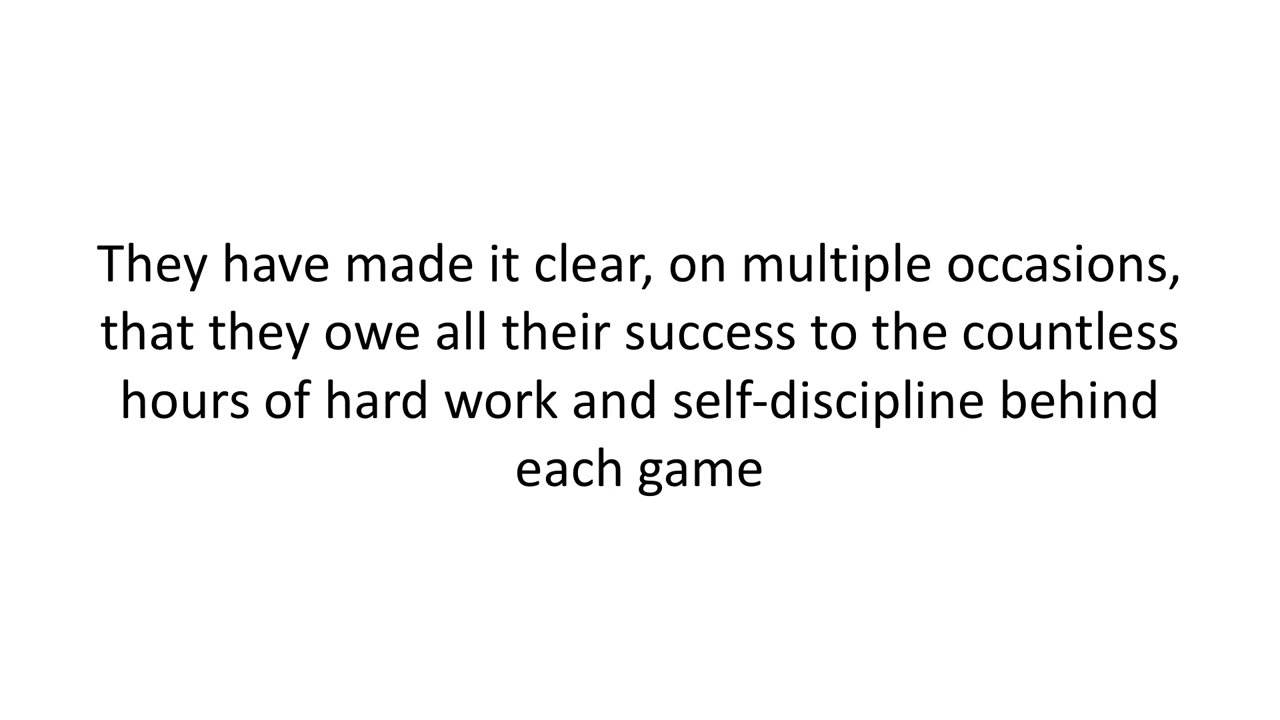 They have made it clear, on multiple occasions,
that they owe all their success to the countless
hours of hard work and self-discipline behind
each game